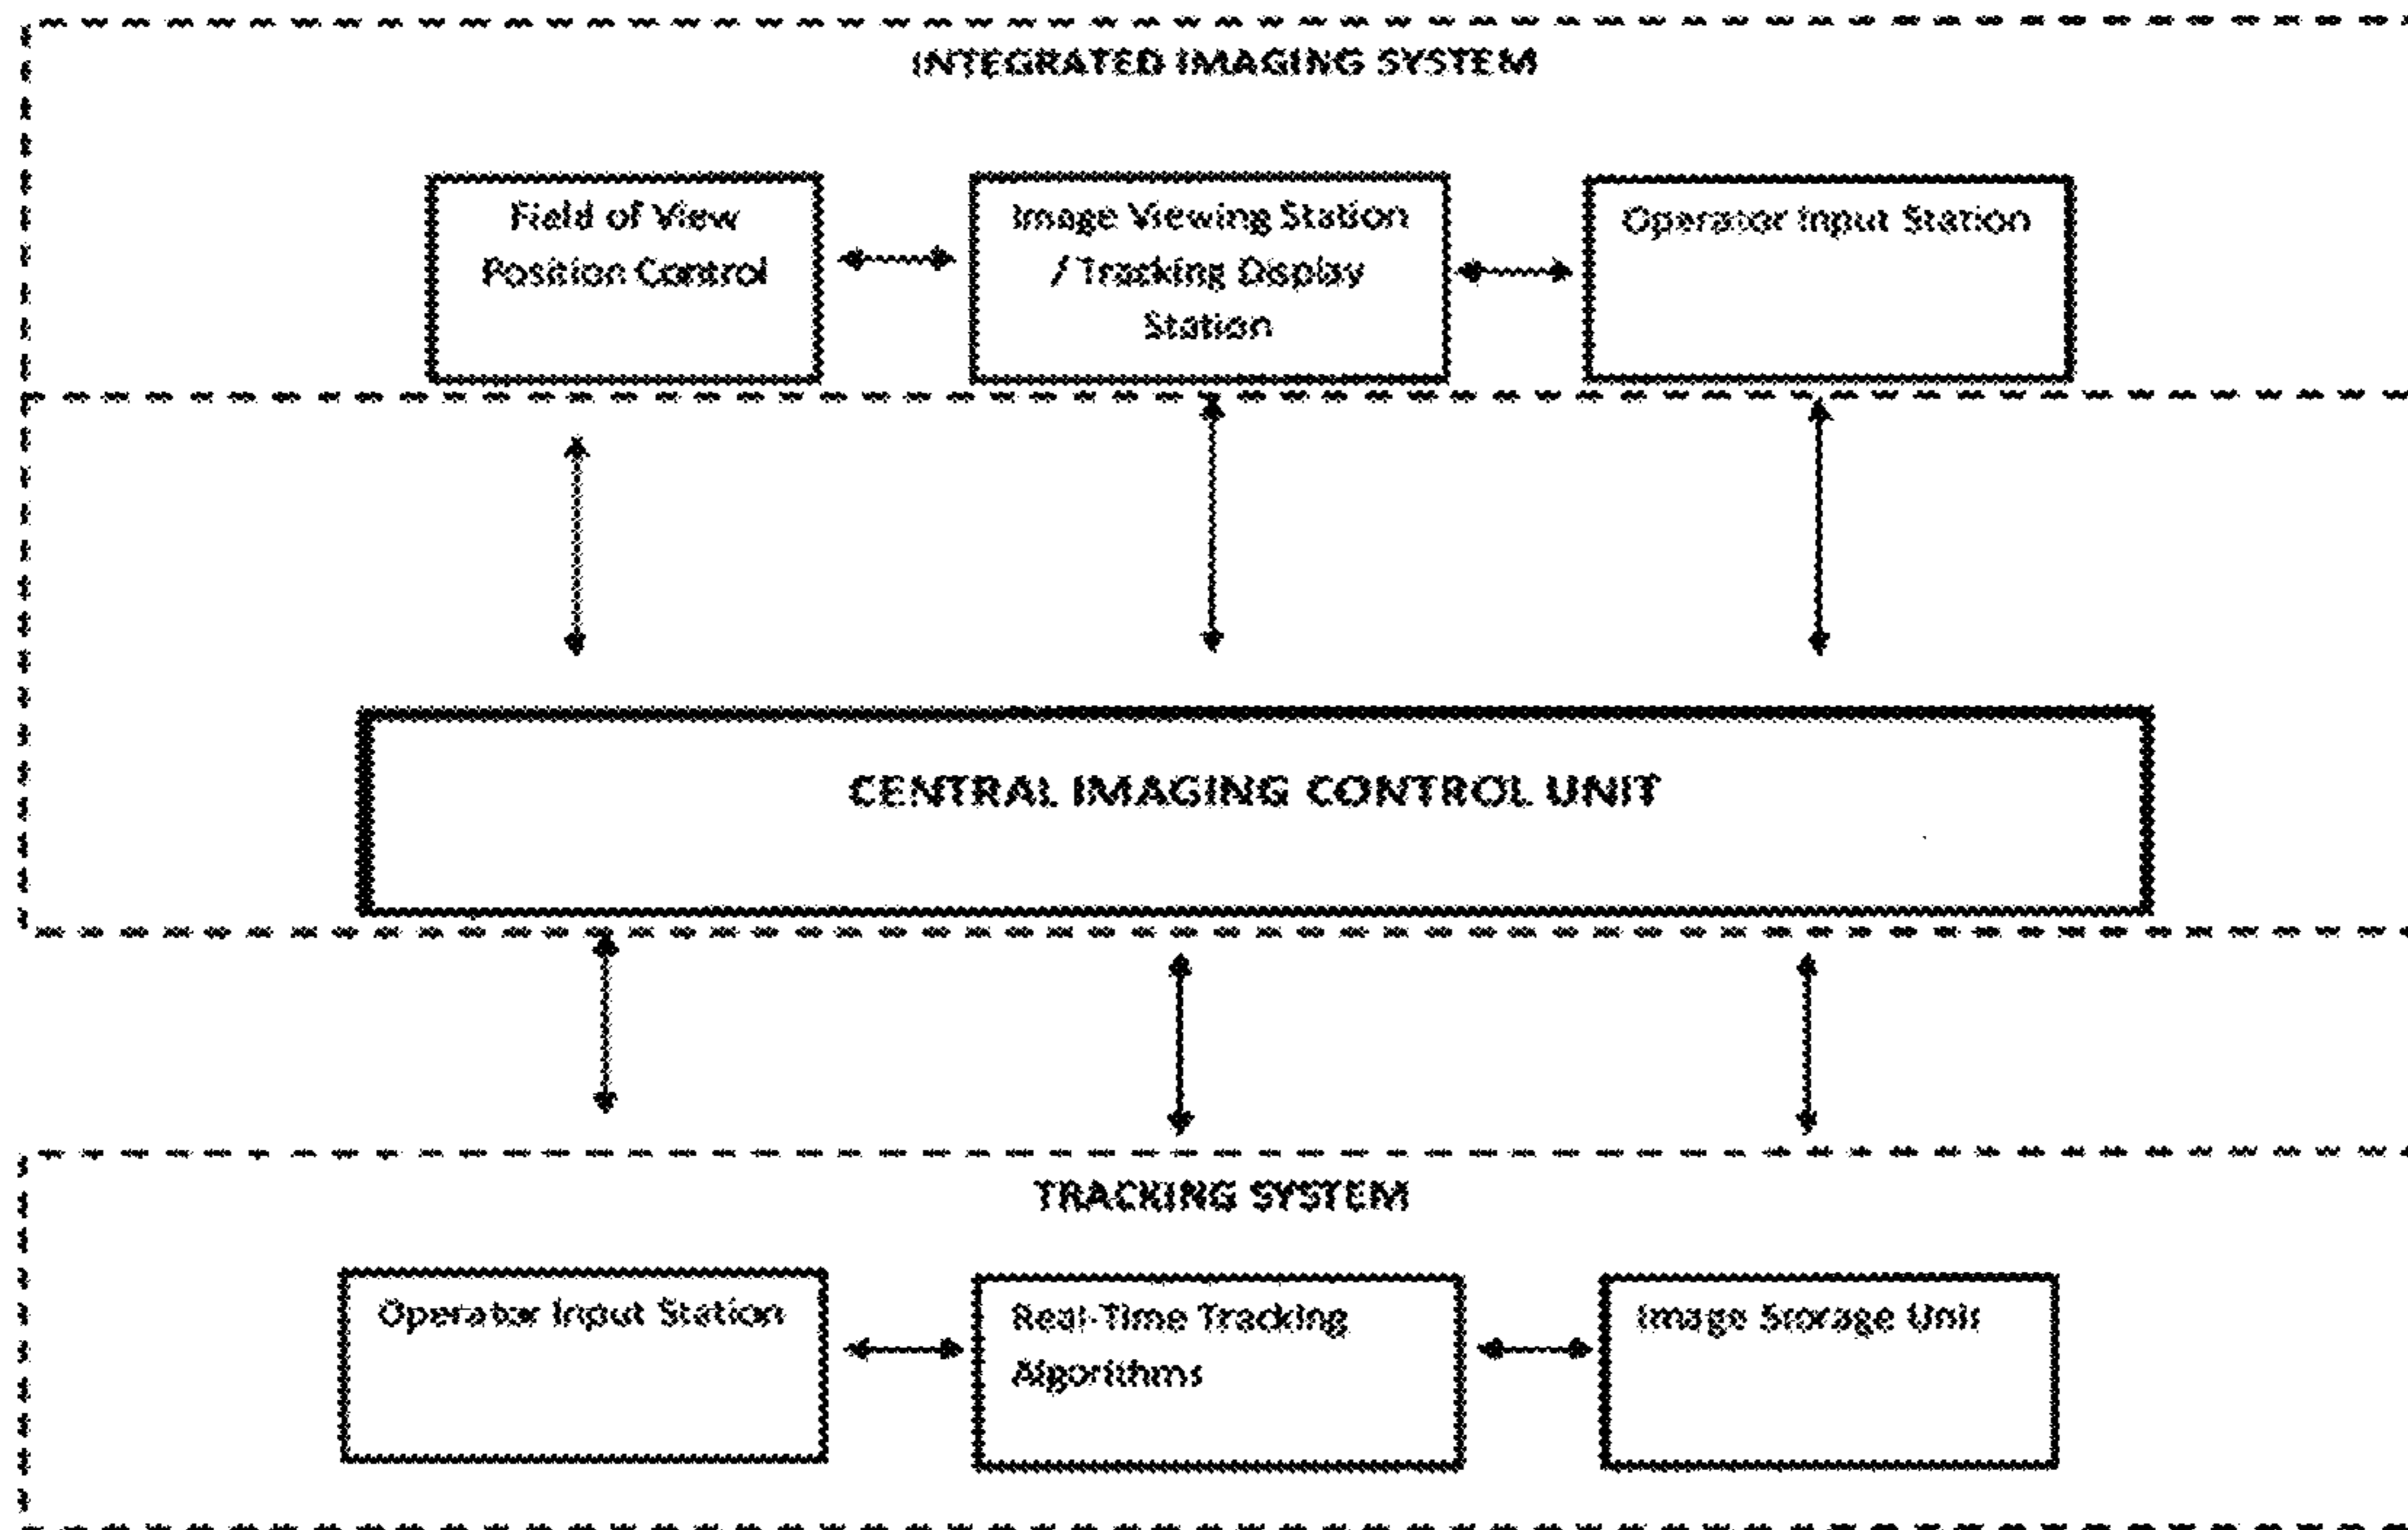 INTEGRATED IMAGING SYSTEM
Field of View
Position Control
Image Viewing Station
/ Tracking Display
Station
Operator Input Station
CENTRAL IMAGING CONTROL UNIT
TRACKING SYSTEM
Operator Input Station
Real-Time Tracking
Algorithms
Image Storage Unit